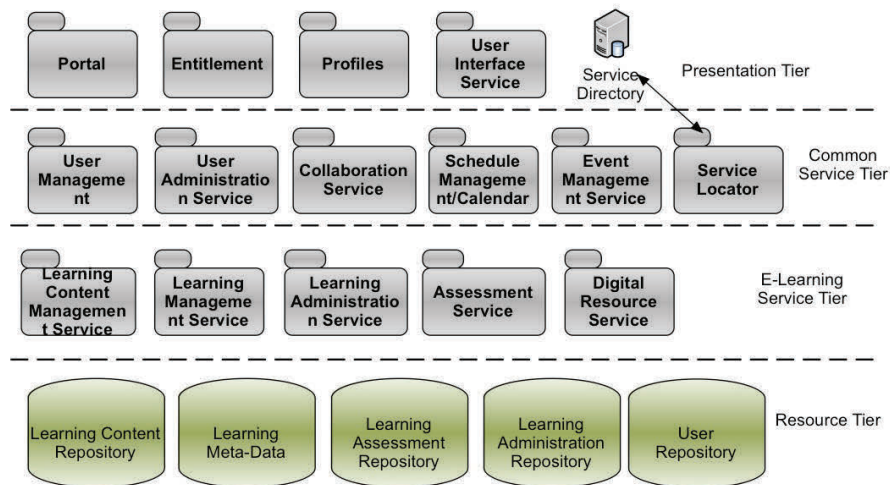 Portal
Entitlement
Profiles
User
Interface
Service
Service
Directory
Presentation Tier
User
Manageme
nt
User
Administratio
n Service
Collaboration
Service
Schedule
Manageme
nt/Calendar
Event
Manageme
nt Service
Service
Locator
Common
Service Tier
Learning
Content
Managemen
t Service
Learning
Manageme
nt Service
Learning
Administratio
n Service
Assessment
Service
Digital
Resource
Service
E-Learning
Service Tier
Learning Content
Repository
Learning
Meta-Data
Learning
Assessment
Repository
Learning
Administration
Repository
User
Repository
Resource Tier